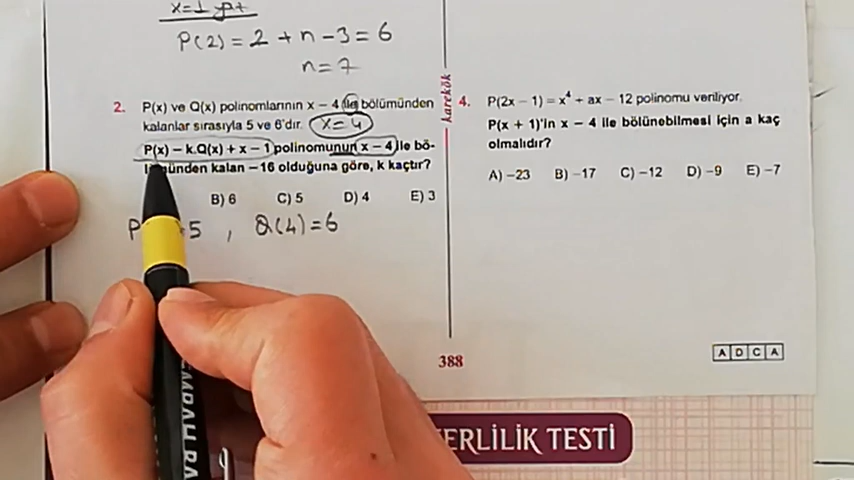 x=1
P(2) = 2 + n - 3 = 6
n = 7
2. P(x) ve Q(x) polinomlarının x – 4 ile bölümünden
kalanlar sırasıyla 5 ve 6'dır. x=4
P(x) – k.Q(x) + x – 1 polinomunun x – 4 ile bö-
lümünden kalan – 16 olduğuna göre, k kaçtır?
B) 6 C) 5 D) 4 E) 3
P 5 , Q(4)=6
karekök
4. P(2x – 1) = x⁴ + ax – 12 polinomu veriliyor.
P(x + 1)'in x – 4 ile bölünebilmesi için a kaç
olmalıdır?
A) –23 B) –17 C) –12 D) –9 E) –7
388
A D C A
ERLİLİK TESTİ